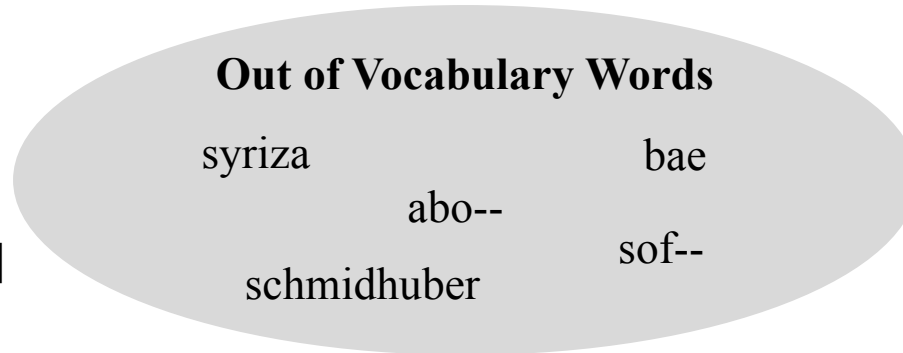 Out of Vocabulary Words
syriza bae
abo--
sof--
schmidhuber